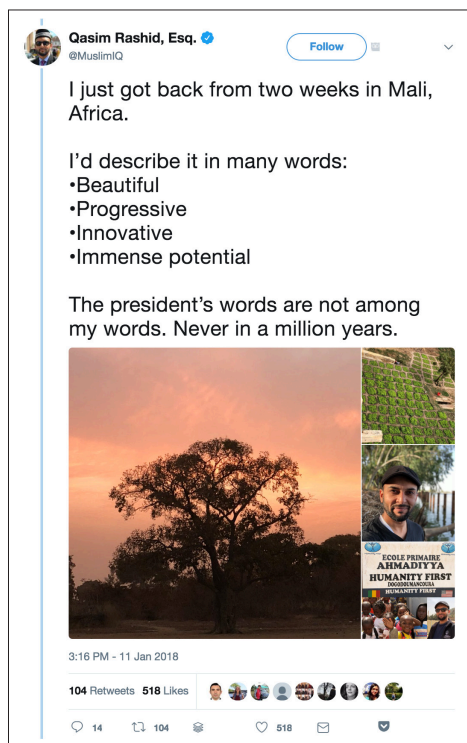 Qasim Rashid, Esq.
@MuslimIQ
Follow
I just got back from two weeks in Mali,
Africa.
I'd describe it in many words:
•Beautiful
•Progressive
•Innovative
•Immense potential
The president's words are not among
my words. Never in a million years.
ECOLE PRIMAIRE
AHMADIYYA
HUMANITY FIRST
DOGODOUMANCOURA
HUMANITY FIRST
3:16 PM - 11 Jan 2018
104 Retweets 518 Likes
14 104 518